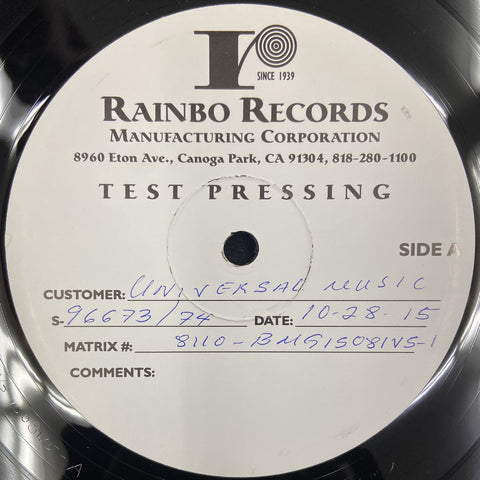 r
SINCE 1939
RAINBO RECORDS
MANUFACTURING CORPORATION
8960 Eton Ave., Canoga Park, CA 91304, 818-280-1100
TEST PRESSING
SIDE A
CUSTOMER: UNIVERSAL MUSIC
S-96673/74 DATE: 10-28-15
MATRIX #: 8110-BMG15081VS-1
COMMENTS: